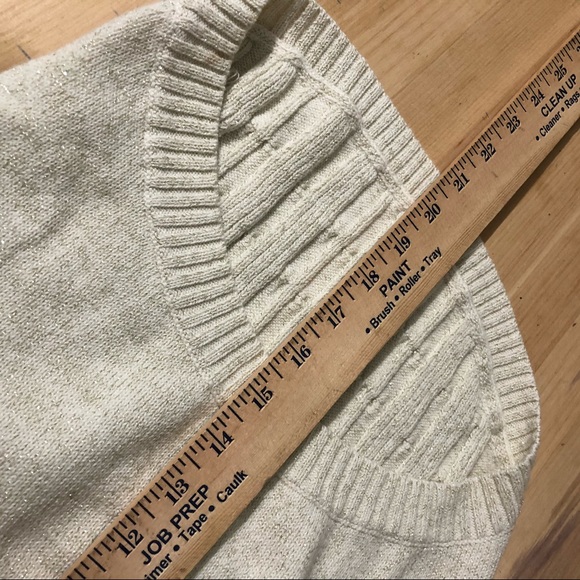 12 13 14 15 16 17 18 19 20 21 22 23 24 25
JOB PREP
• Tape • Caulk
PAINT
• Brush • Roller • Tray
CLEAN UP
• Cleaner • Rags